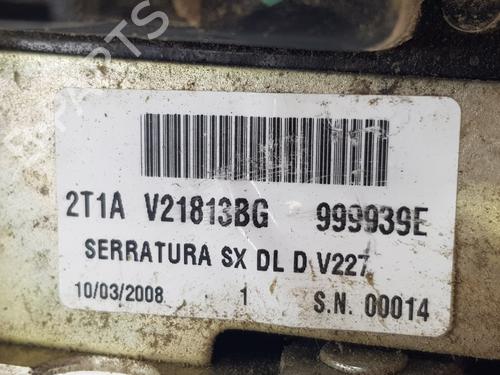 2T1A V21813BG 999939E
SERRATURA SX DL D V227
10/03/2008 1 S.N. 00014